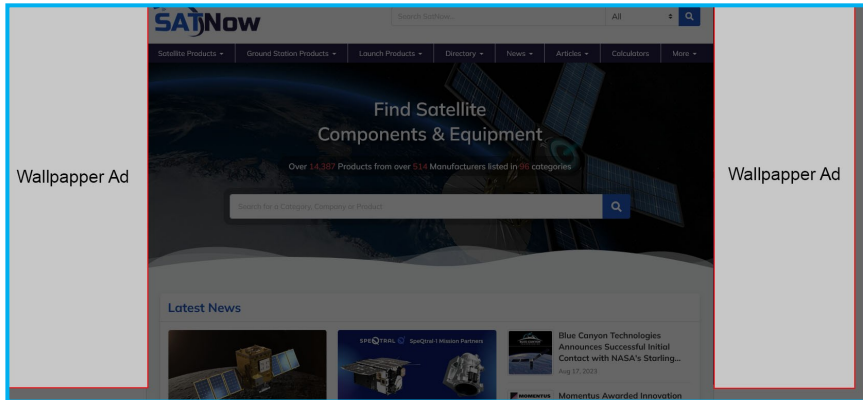 SATNow
Search SatNow...
All
Satellite Products
Ground Station Products
Launch Products
Directory
News
Articles
Calculators
More
Find Satellite
Components & Equipment
Over 14,387 Products from over 514 Manufacturers listed in 96 categories
Wallpapper Ad
Wallpapper Ad
Search for a Category, Company or Product
Latest News
SPEQTRAL SpeQtral-1 Mission Partners
Blue Canyon Technologies
Announces Successful Initial
Contact with NASA's Starling...
Aug 17, 2023
MOMENTUS
Momentus Awarded Innovation